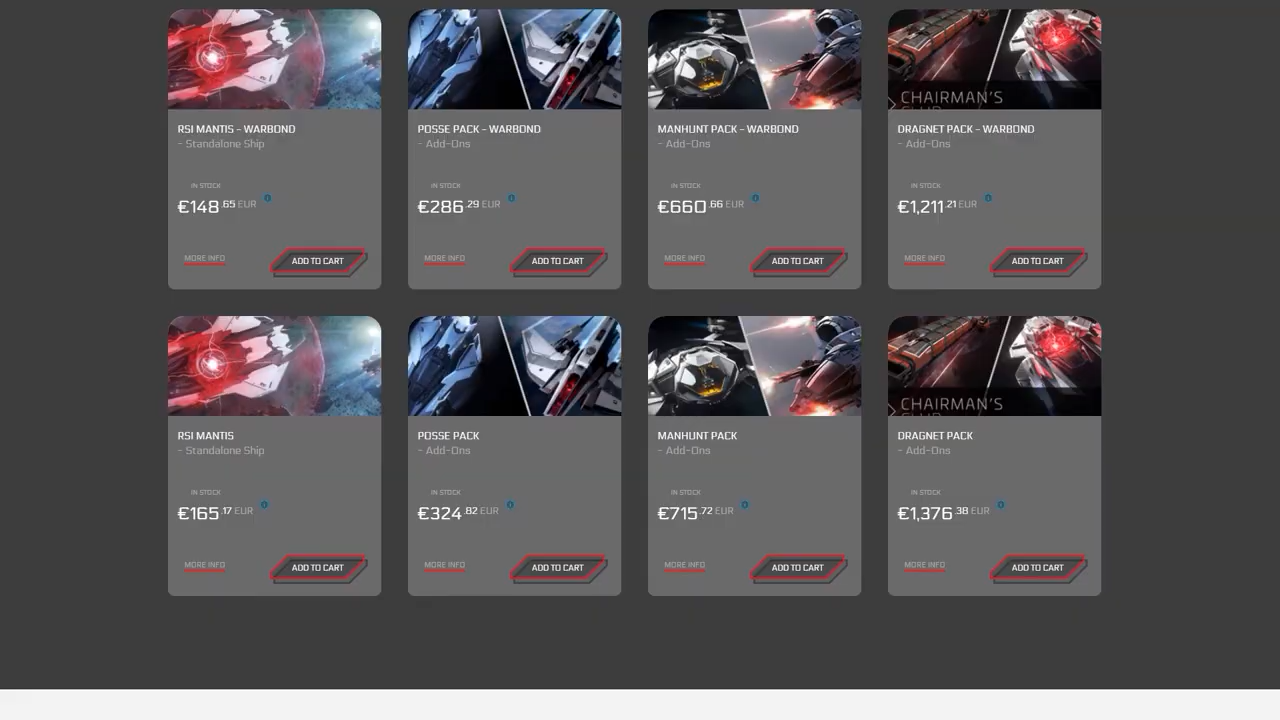 CHAIRMAN'S
RSI MANTIS - WARBOND
- Standalone Ship
IN STOCK
€148.65 EUR
MORE INFO
ADD TO CART
POSSE PACK - WARBOND
- Add-Ons
IN STOCK
€286.29 EUR
MORE INFO
ADD TO CART
MANHUNT PACK - WARBOND
- Add-Ons
IN STOCK
€660.66 EUR
MORE INFO
ADD TO CART
DRAGNET PACK - WARBOND
- Add-Ons
IN STOCK
€1,211.21 EUR
MORE INFO
ADD TO CART
RSI MANTIS
- Standalone Ship
IN STOCK
€165.17 EUR
MORE INFO
ADD TO CART
POSSE PACK
- Add-Ons
IN STOCK
€324.82 EUR
MORE INFO
ADD TO CART
MANHUNT PACK
- Add-Ons
IN STOCK
€715.72 EUR
MORE INFO
ADD TO CART
CHAIRMAN'S
DRAGNET PACK
- Add-Ons
IN STOCK
€1,376.38 EUR
MORE INFO
ADD TO CART